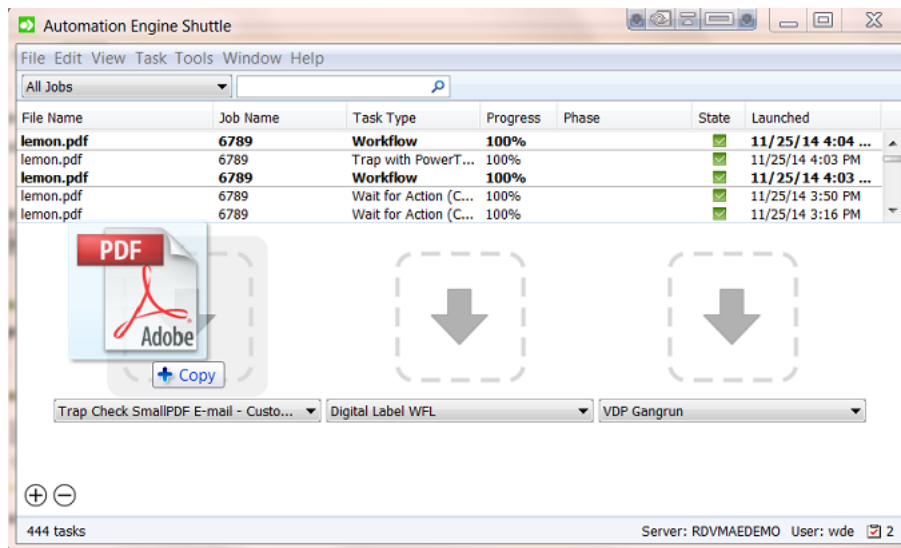 Automation Engine Shuttle
File Edit View Task Tools Window Help
All Jobs
File Name Job Name Task Type Progress Phase State Launched
lemon.pdf 6789 Workflow 100% 11/25/14 4:04 ...
lemon.pdf 6789 Trap with PowerT... 100% 11/25/14 4:03 PM
lemon.pdf 6789 Workflow 100% 11/25/14 4:03 ...
lemon.pdf 6789 Wait for Action (C... 100% 11/25/14 3:50 PM
lemon.pdf 6789 Wait for Action (C... 100% 11/25/14 3:16 PM
PDF
Adobe
Copy
Trap Check SmallPDF E-mail - Custo... Digital Label WFL VDP Gangrun
444 tasks Server: RDVMAEDEMO User: wde 2